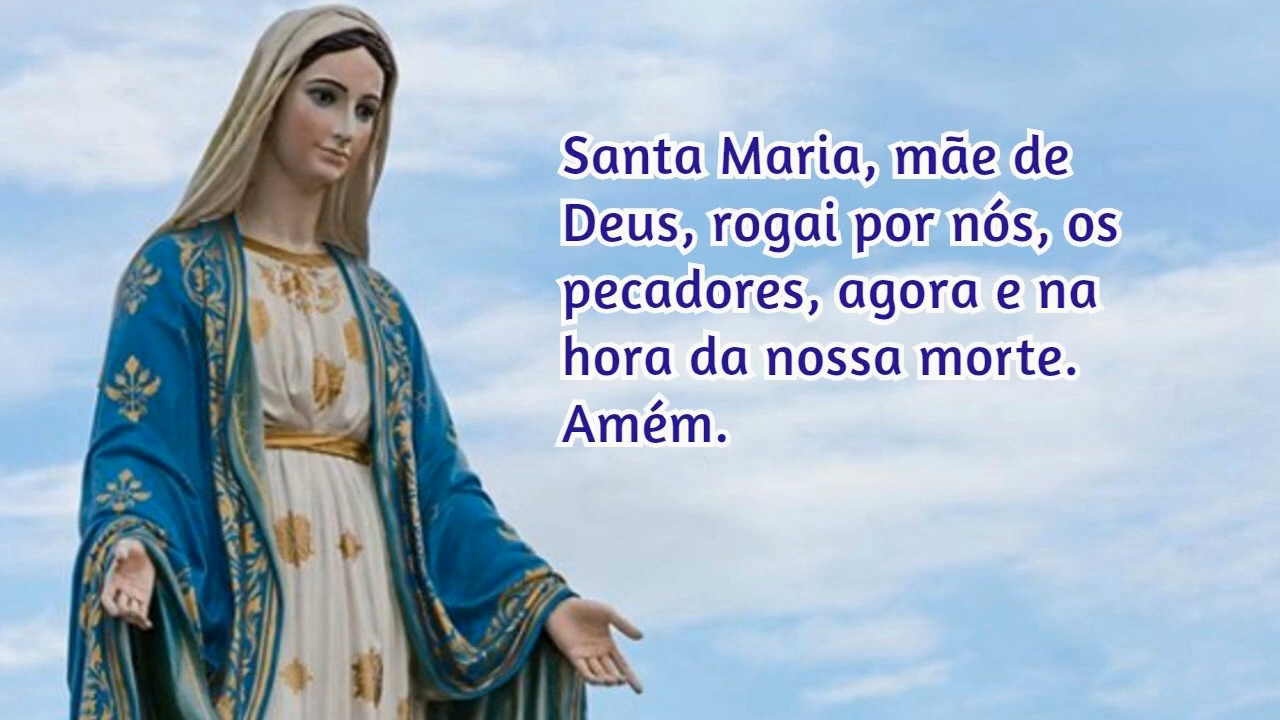 Santa Maria, mãe de
Deus, rogai por nós, os
pecadores, agora e na
hora da nossa morte.
Amém.